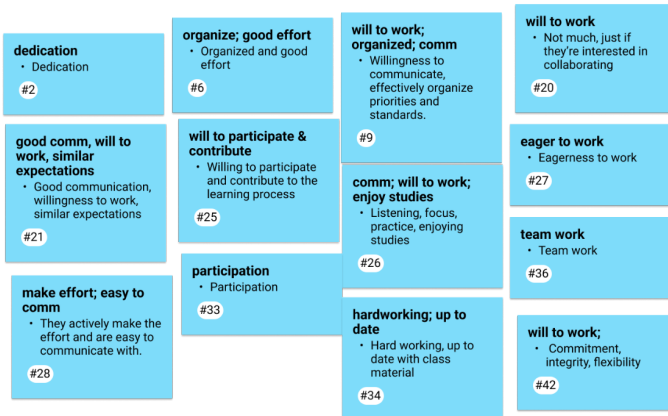 dedication
• Dedication
#2
good comm, will to
work, similar
expectations
• Good communication,
willingness to work,
similar expectations
#21
make effort; easy to
comm
• They actively make the
effort and are easy to
communicate with.
#28
organize; good effort
• Organized and good
effort
#6
will to participate &
contribute
• Willing to participate
and contribute to the
learning process
#25
participation
• Participation
#33
will to work;
organized; comm
• Willingness to
communicate,
effectively organize
priorities and
standards.
#9
comm; will to work;
enjoy studies
• Listening, focus,
practice, enjoying
studies
#26
hardworking; up to
date
• Hard working, up to
date with class
material
#34
will to work
• Not much, just if
they're interested in
collaborating
#20
eager to work
• Eagerness to work
#27
team work
• Team work
#36
will to work;
• Commitment,
integrity, flexibility
#42